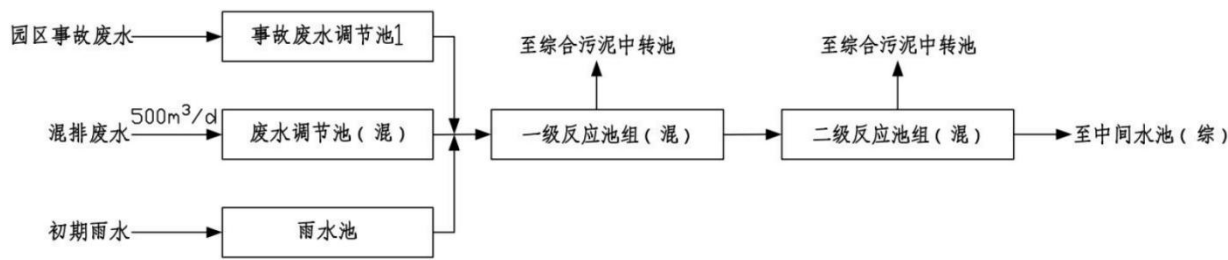 园区事故废水
事故废水调节池1
至综合污泥中转池
至综合污泥中转池
混排废水
500m³/d
废水调节池(混)
一级反应池组(混)
二级反应池组(混)
至中间水池(综)
初期雨水
雨水池